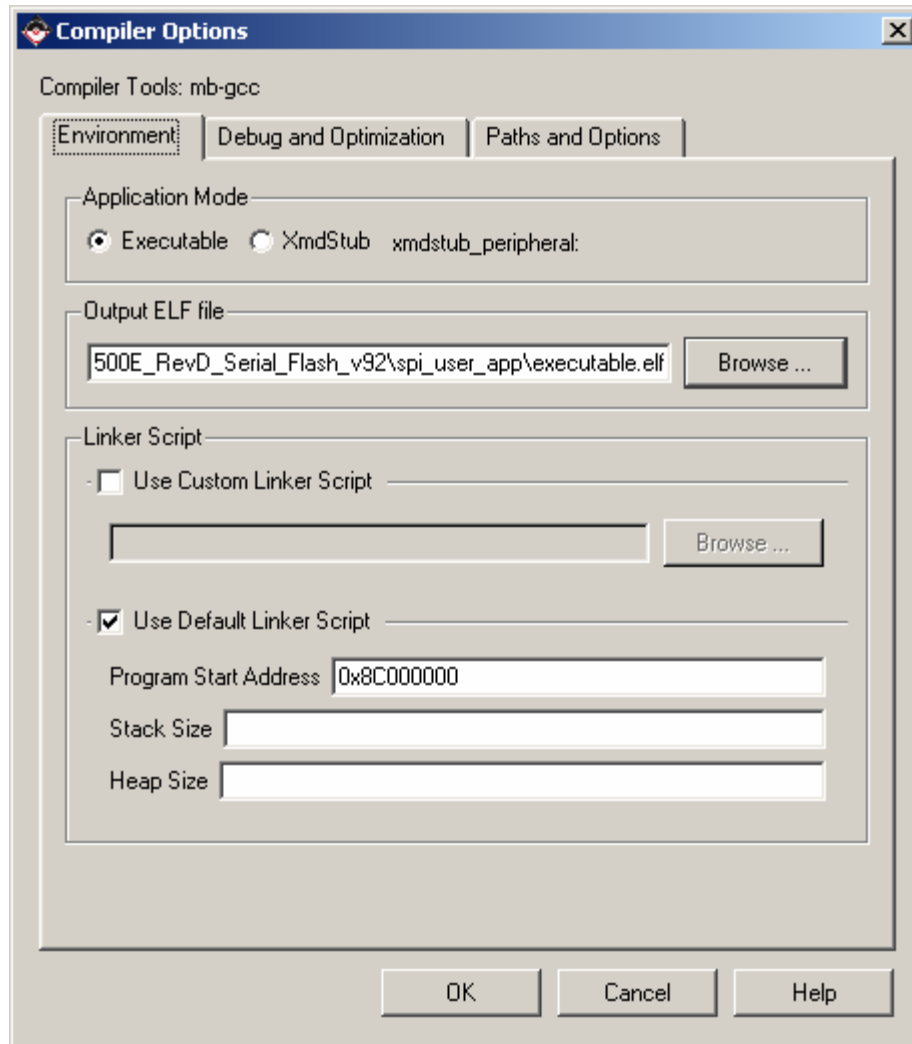 Compiler Options
Compiler Tools: mb-gcc
Environment Debug and Optimization Paths and Options
Application Mode
Executable XmdStub xmdstub_peripheral:
Output ELF file
500E_RevD_Serial_Flash_v92\spi_user_app\executable.elf Browse ...
Linker Script
Use Custom Linker Script
Browse ...
Use Default Linker Script
Program Start Address 0x8C000000
Stack Size
Heap Size
OK Cancel Help